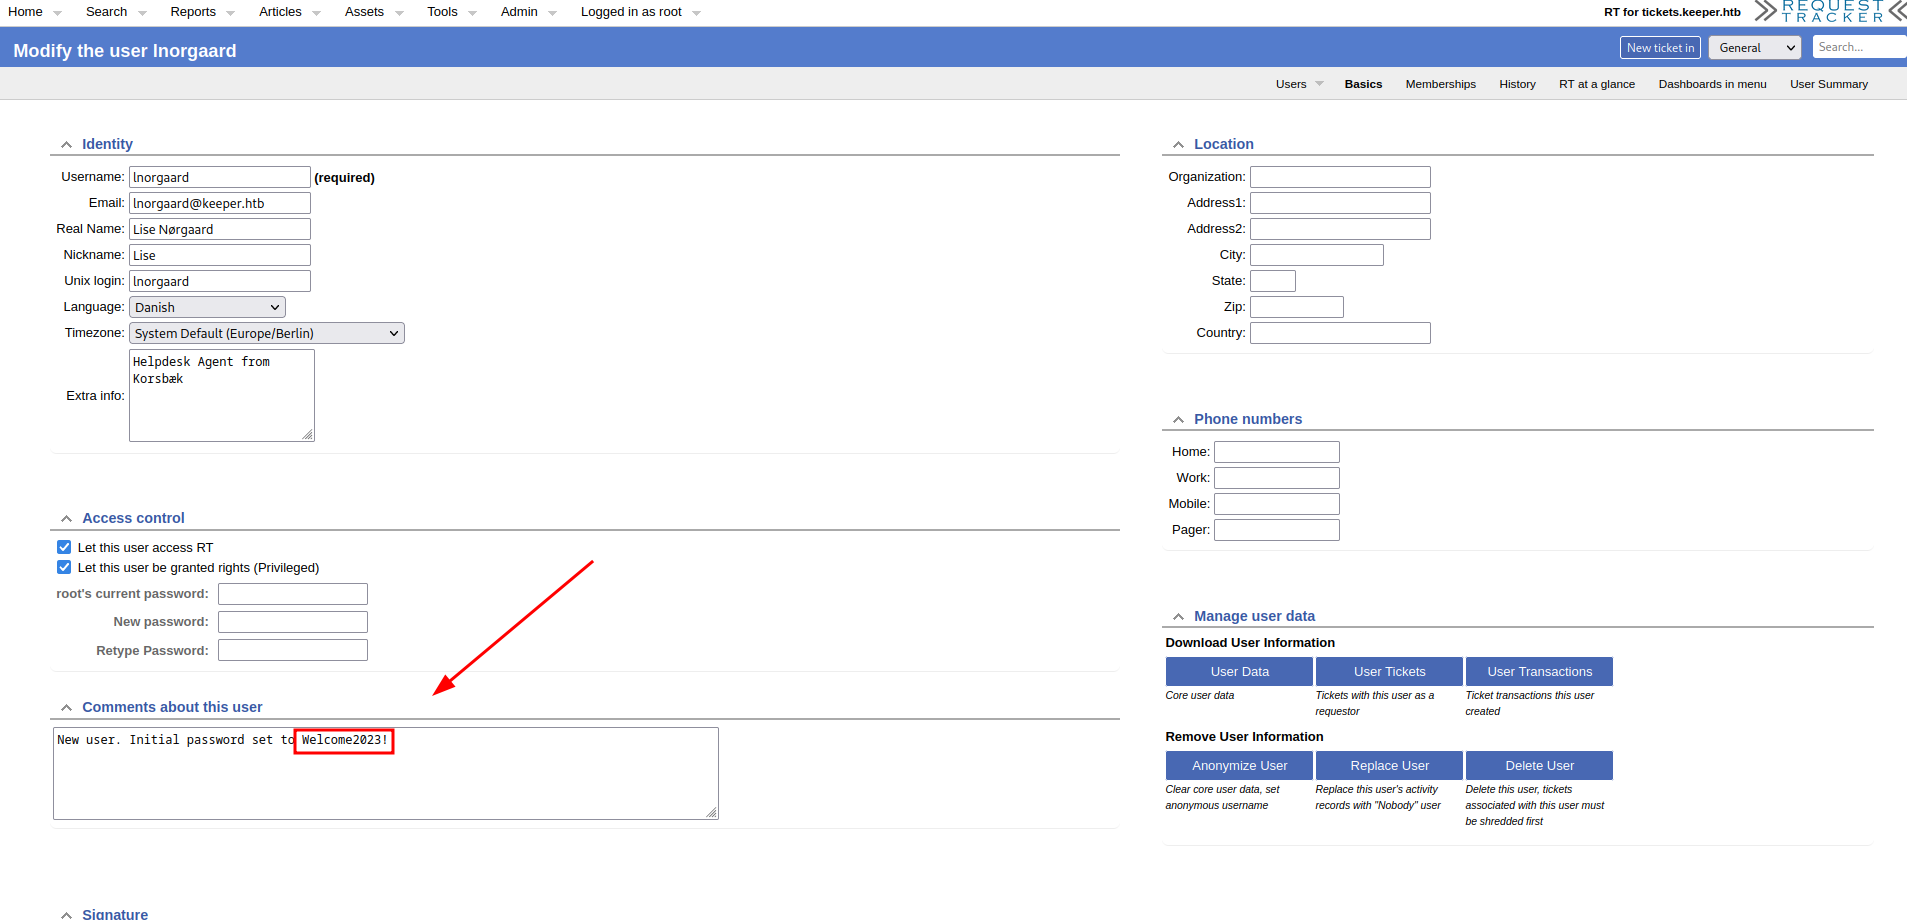 Home Search Reports Articles Assets Tools Admin Logged in as root RT for tickets.keeper.htb REQUEST TRACKER
Modify the user lnorgaard New ticket in General Search...
Users Basics Memberships History RT at a glance Dashboards in menu User Summary
Identity
Username: lnorgaard (required)
Email: lnorgaard@keeper.htb
Real Name: Lise Nørgaard
Nickname: Lise
Unix login: lnorgaard
Language: Danish
Timezone: System Default (Europe/Berlin)
Extra info: Helpdesk Agent from
Korsbæk
Access control
Let this user access RT
Let this user be granted rights (Privileged)
root's current password:
New password:
Retype Password:
Comments about this user
New user. Initial password set to Welcome2023!
Signature
Location
Organization:
Address1:
Address2:
City:
State:
Zip:
Country:
Phone numbers
Home:
Work:
Mobile:
Pager:
Manage user data
Download User Information
User Data User Tickets User Transactions
Core user data Tickets with this user as a Ticket transactions this user
requestor created
Remove User Information
Anonymize User Replace User Delete User
Clear core user data, set Replace this user's activity Delete this user, tickets
anonymous username records with "Nobody" user associated with this user must
be shredded first